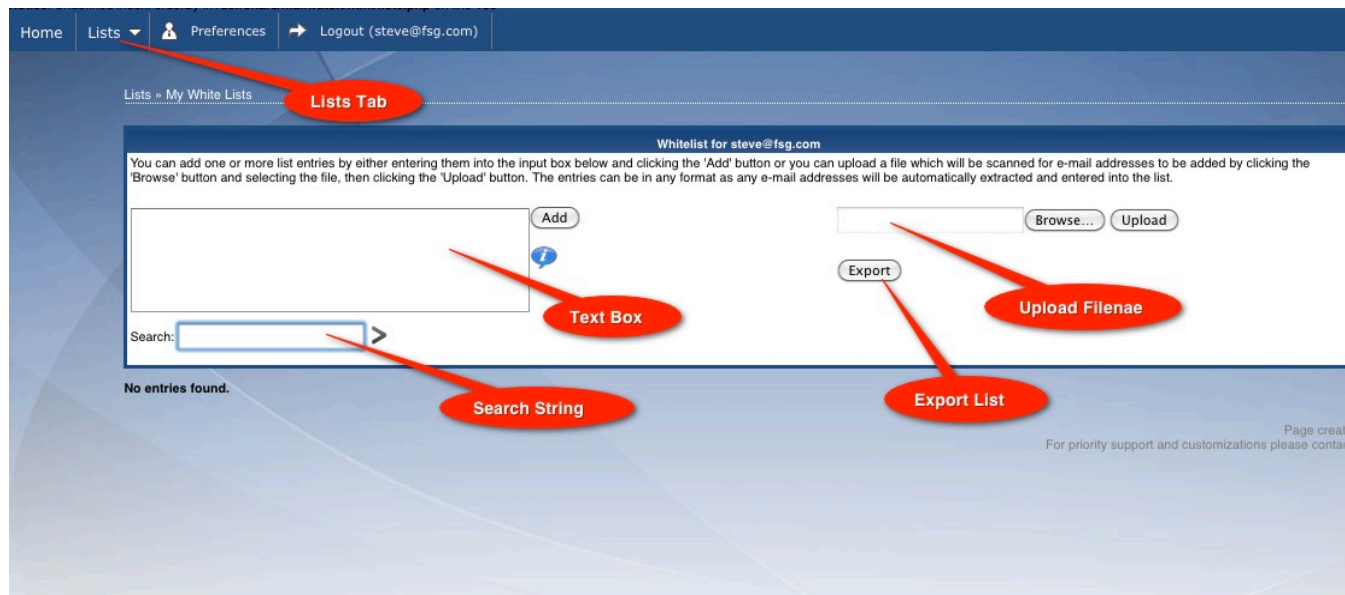 Home Lists Preferences Logout (steve@fsg.com)
Lists » My White Lists
Lists Tab
Whitelist for steve@fsg.com
You can add one or more list entries by either entering them into the input box below and clicking the 'Add' button or you can upload a file which will be scanned for e-mail addresses to be added by clicking the
'Browse' button and selecting the file, then clicking the 'Upload' button. The entries can be in any format as any e-mail addresses will be automatically extracted and entered into the list.
Add Browse... Upload
Export
Text Box
Upload Filenae
Search: >
No entries found.
Search String
Export List
Page creat
For priority support and customizations please contac